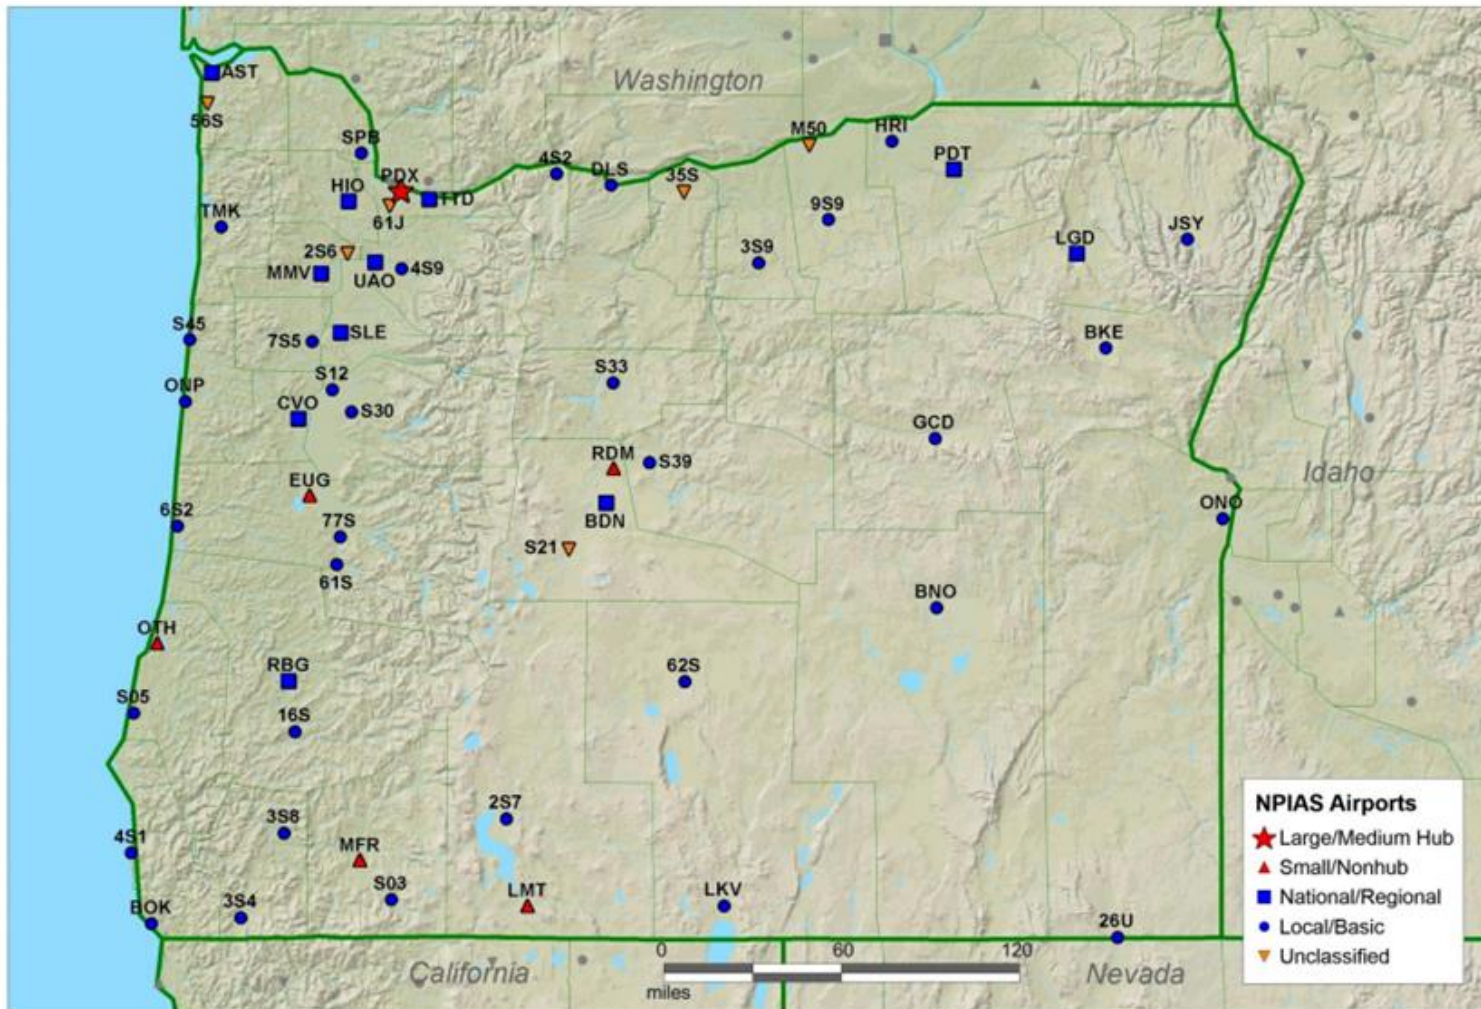 Washington
AST
56S
SPB
M50
HRI
PDT
PDX
HIO
TTD
61J
4S2
DLS
35S
TMK
9S9
JSY
2S6
MMV
UAO
4S9
3S9
LGD
S45
7S5
SLE
BKE
ONP
S12
CVO
S30
S33
GCD
RDM
S39
Idaho
EUG
BDN
ONO
6S2
77S
S21
61S
BNO
OTH
RBG
62S
S05
16S
2S7
3S8
4S1
MFR
S03
LMT
LKV
BOK
3S4
26U
NPIAS Airports
Large/Medium Hub
Small/Nonhub
National/Regional
Local/Basic
Unclassified
0 60 120
miles
California
Nevada